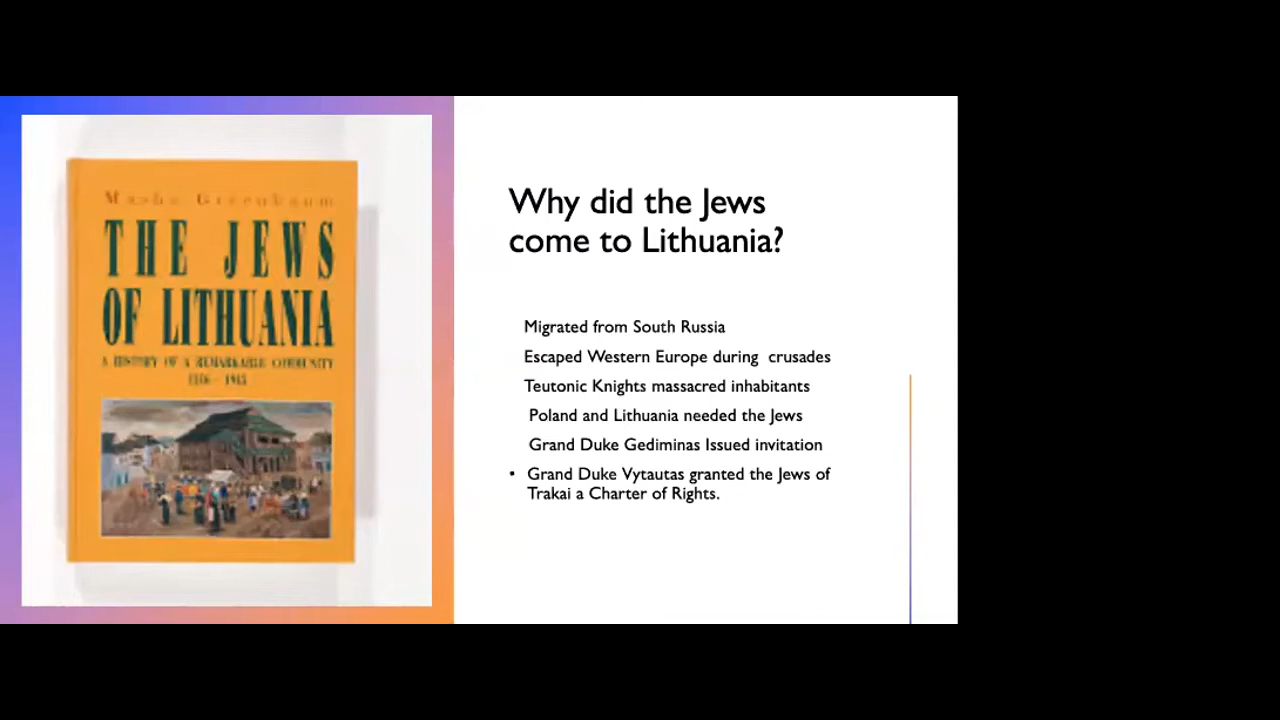 Masha Greenbaum
THE JEWS
OF LITHUANIA
A HISTORY OF A REMARKABLE COMMUNITY
Why did the Jews
come to Lithuania?
Migrated from South Russia
Escaped Western Europe during  crusades
Teutonic Knights massacred inhabitants
Poland and Lithuania needed the Jews
Grand Duke Gediminas Issued invitation
• Grand Duke Vytautas granted the Jews of
Trakai a Charter of Rights.